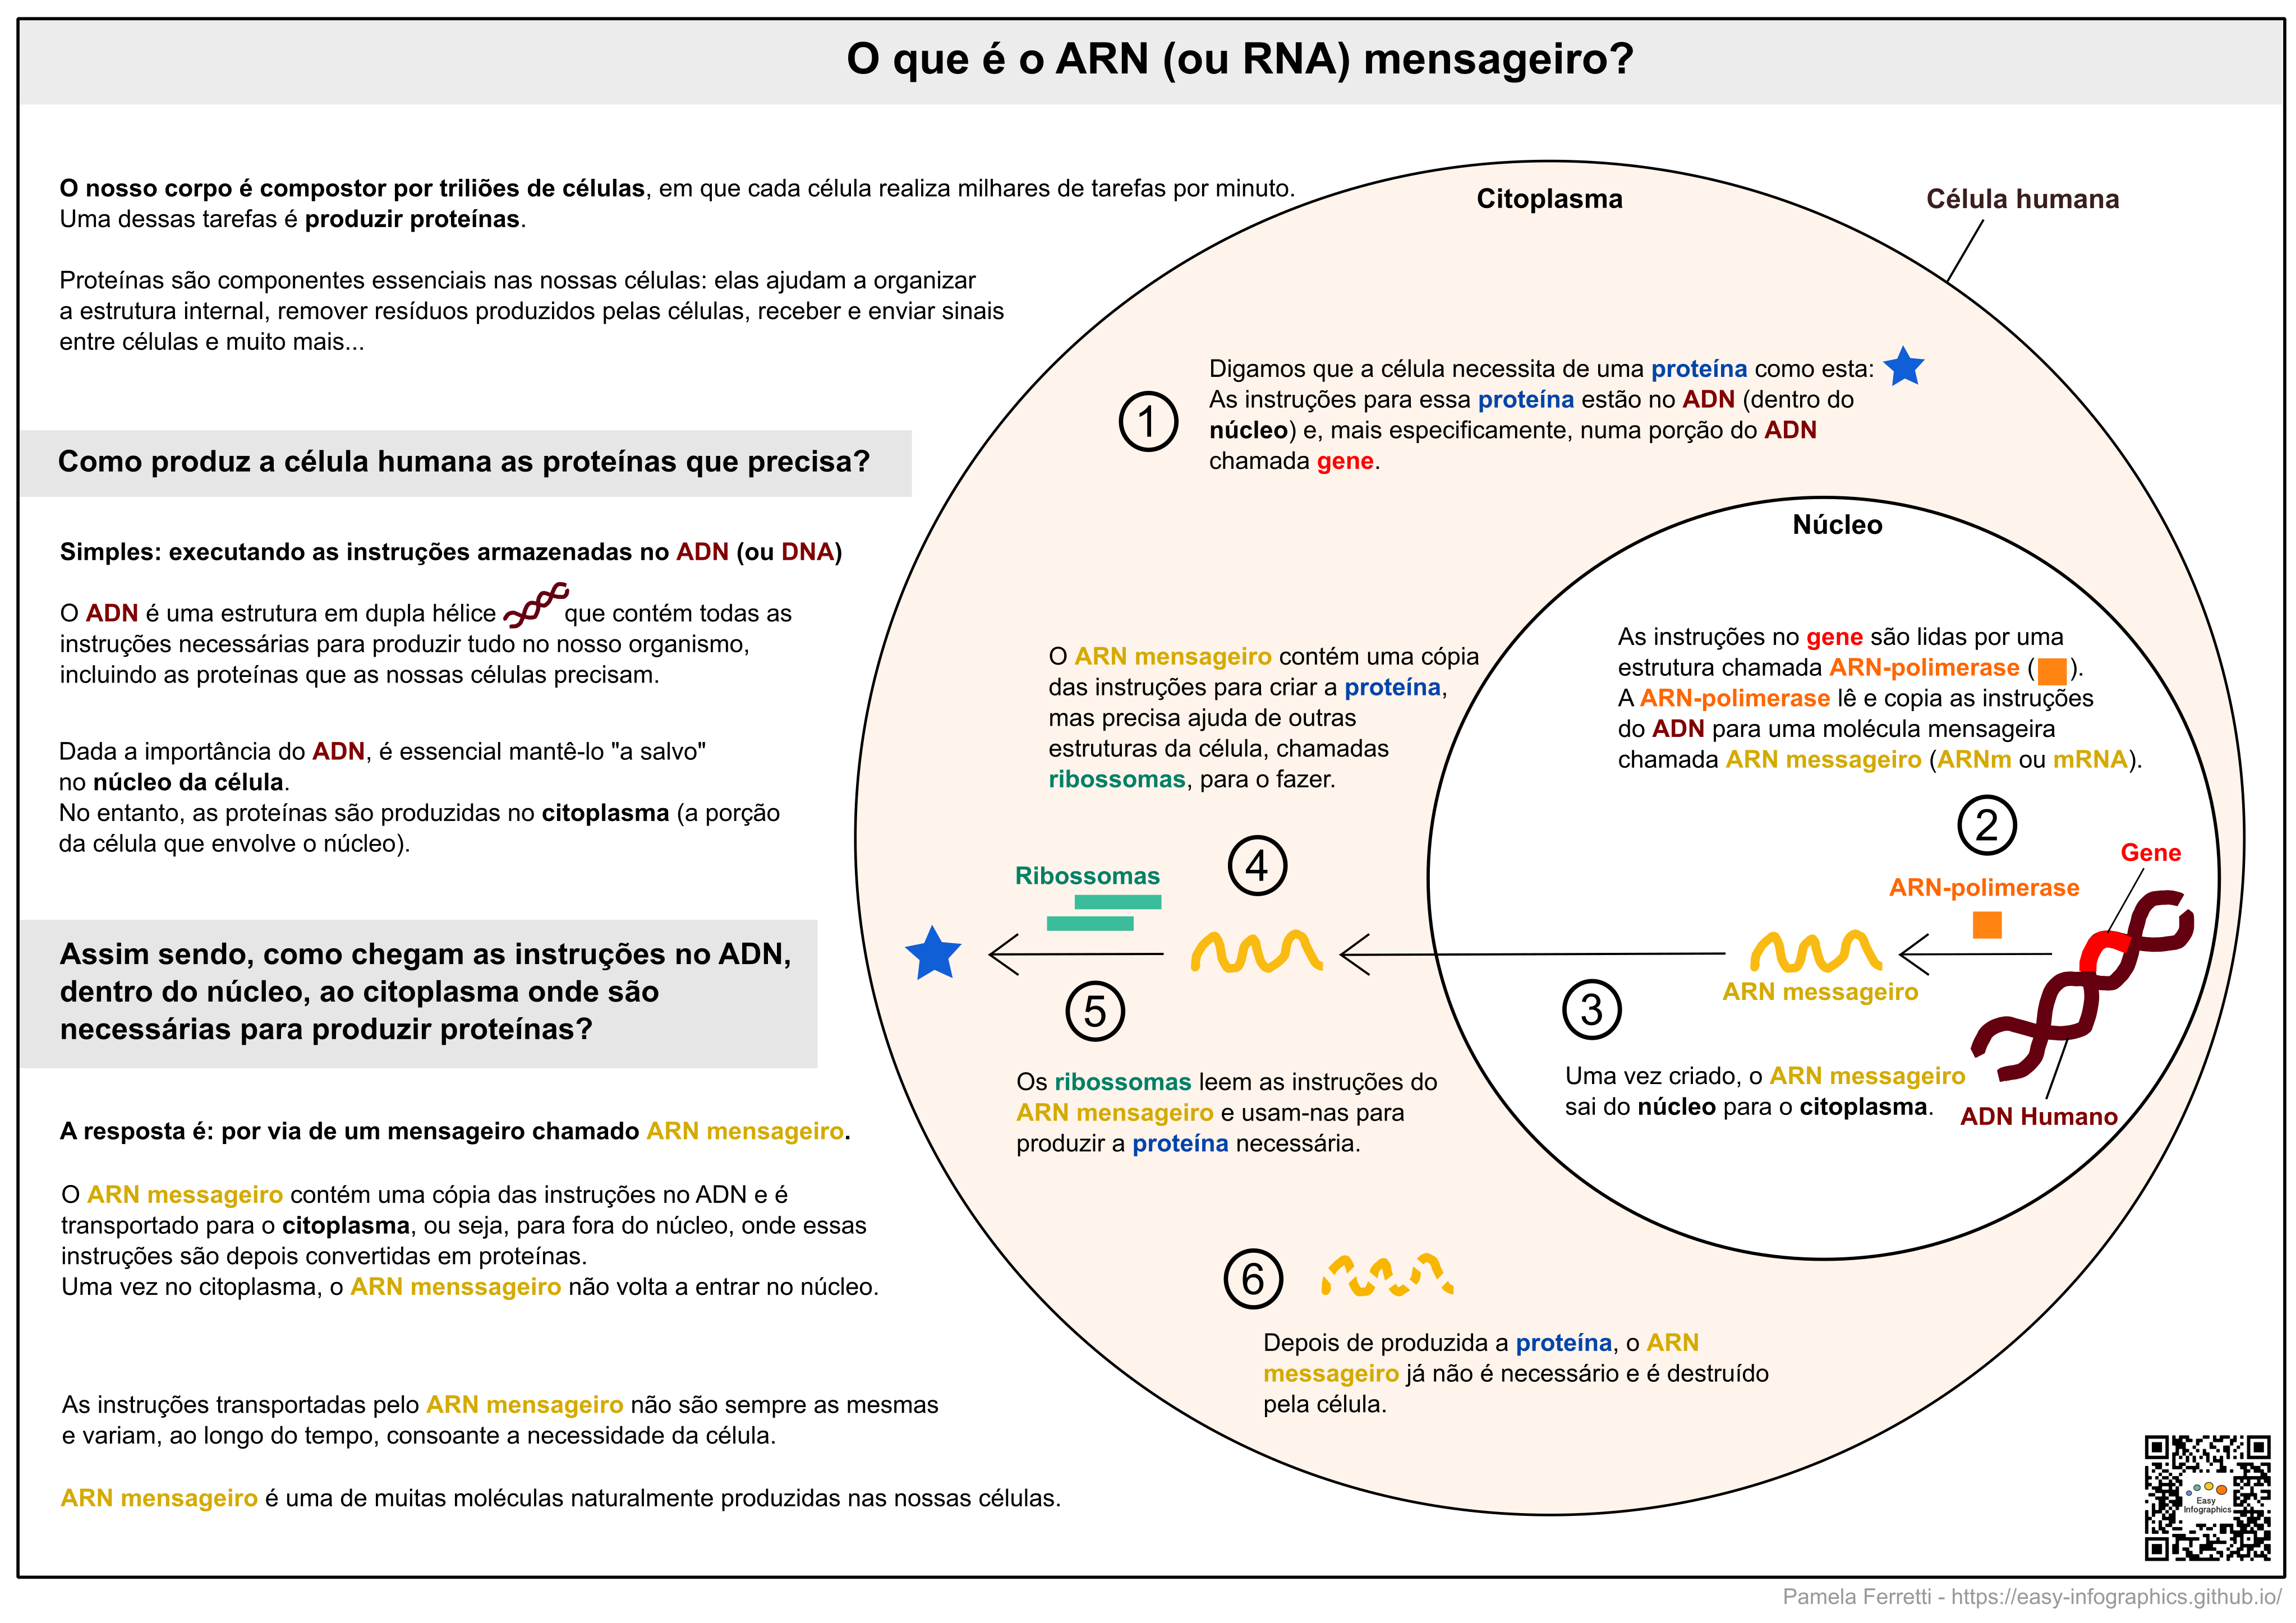 O que é o ARN (ou RNA) mensageiro?
O nosso corpo é compostor por triliões de células, em que cada célula realiza milhares de tarefas por minuto.
Uma dessas tarefas é produzir proteínas.
Proteínas são componentes essenciais nas nossas células: elas ajudam a organizar
a estrutura internal, remover resíduos produzidos pelas células, receber e enviar sinais
entre células e muito mais...
Como produz a célula humana as proteínas que precisa?
Simples: executando as instruções armazenadas no ADN (ou DNA)
O ADN é uma estrutura em dupla hélice que contém todas as
instruções necessárias para produzir tudo no nosso organismo,
incluindo as proteínas que as nossas células precisam.
Dada a importância do ADN, é essencial mantê-lo "a salvo"
no núcleo da célula.
No entanto, as proteínas são produzidas no citoplasma (a porção
da célula que envolve o núcleo).
Assim sendo, como chegam as instruções no ADN,
dentro do núcleo, ao citoplasma onde são
necessárias para produzir proteínas?
A resposta é: por via de um mensageiro chamado ARN mensageiro.
O ARN messageiro contém uma cópia das instruções no ADN e é
transportado para o citoplasma, ou seja, para fora do núcleo, onde essas
instruções são depois convertidas em proteínas.
Uma vez no citoplasma, o ARN menssageiro não volta a entrar no núcleo.
As instruções transportadas pelo ARN mensageiro não são sempre as mesmas
e variam, ao longo do tempo, consoante a necessidade da célula.
ARN mensageiro é uma de muitas moléculas naturalmente produzidas nas nossas células.
Citoplasma
Célula humana
1
Digamos que a célula necessita de uma proteína como esta:
As instruções para essa proteína estão no ADN (dentro do
núcleo) e, mais especificamente, numa porção do ADN
chamada gene.
Núcleo
As instruções no gene são lidas por uma
estrutura chamada ARN-polimerase ( ).
A ARN-polimerase lê e copia as instruções
do ADN para uma molécula mensageira
chamada ARN messageiro (ARNm ou mRNA).
2
Gene
ARN-polimerase
ARN messageiro
ADN Humano
3
Uma vez criado, o ARN messageiro
sai do núcleo para o citoplasma.
O ARN mensageiro contém uma cópia
das instruções para criar a proteína,
mas precisa ajuda de outras
estruturas da célula, chamadas
ribossomas, para o fazer.
4
Ribossomas
5
Os ribossomas leem as instruções do
ARN mensageiro e usam-nas para
produzir a proteína necessária.
6
Depois de produzida a proteína, o ARN
messageiro já não é necessário e é destruído
pela célula.
Easy
Infographics
Pamela Ferretti - https://easy-infographics.github.io/